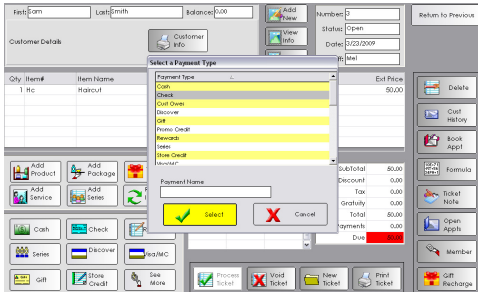 First: Sam Last: Smith Balance: 0.00
Customer Details
Customer Info
Add New
View Info
Number: 3
Status: Open
Date: 3/23/2009
ff: Mel
Return to Previous
Select a Payment Type
Payment Type
Cash
Check
Cust Owes
Discover
Gift
Promo Credit
Rewards
Series
Store Credit
Visa/MC
Payment Name
Select
Cancel
Qty Item# Item Name Ext Price
1 Hc Haircut 50.00
Delete
Cust History
Book Appt
Formula
Ticket Note
Open Appts
Member
Gift Recharge
Add Product
Add Package
Add Service
Add Series
SubTotal 50.00
Discount 0.00
Tax 0.00
Gratuity 0.00
Total 50.00
Payments 0.00
Due 50.00
Cash
Check
Series
Discover
Visa/MC
Gift
Store Credit
See More
Process Ticket
Void Ticket
New Ticket
Print Ticket